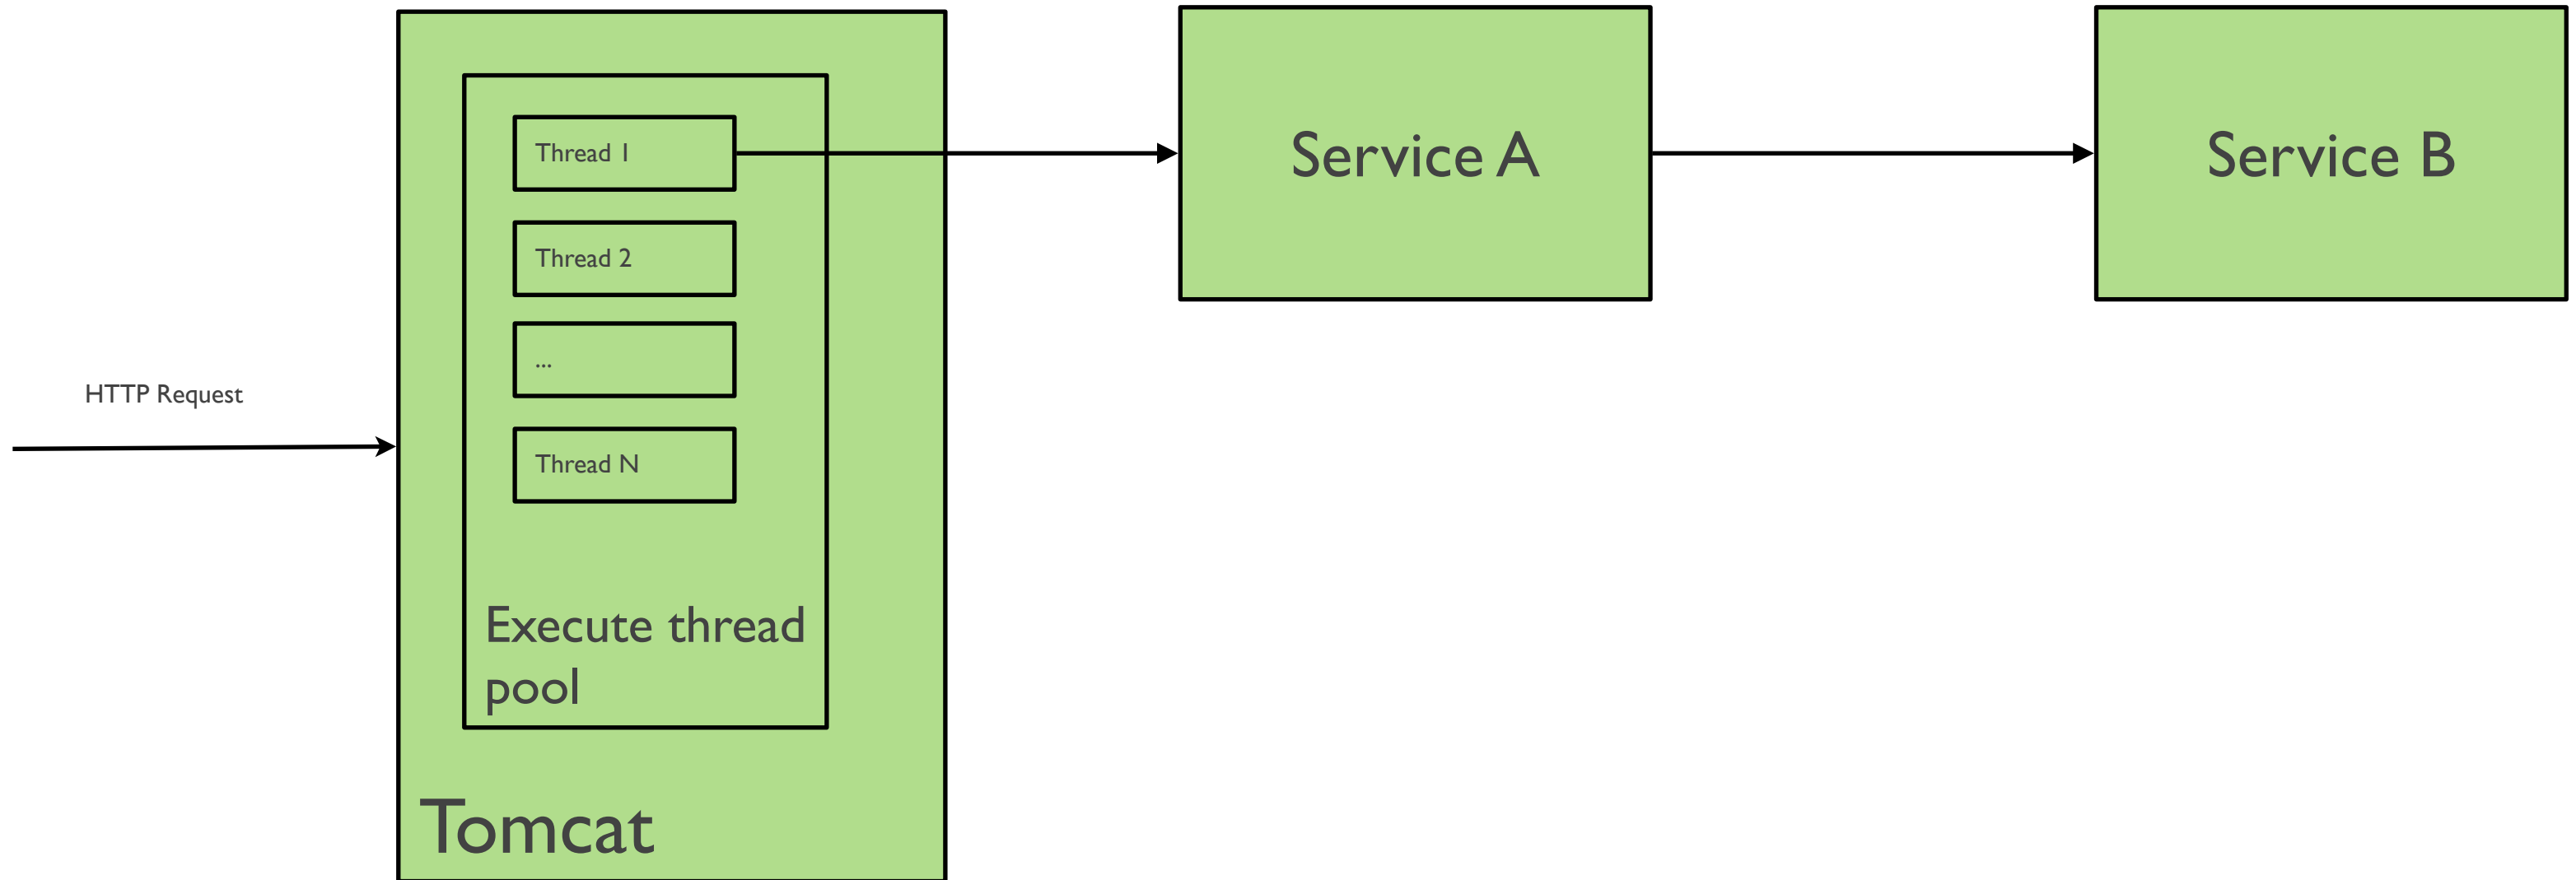 HTTP Request
Thread 1
Thread 2
...
Thread N
Execute thread
pool
Tomcat
Service A
Service B